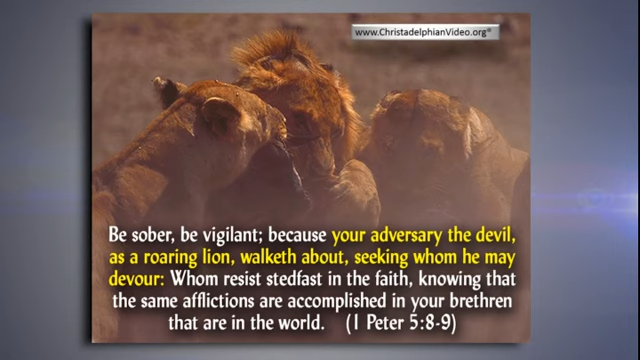 www.ChristadelphianVideo.org®
Be sober, be vigilant; because your adversary the devil,
as a roaring lion, walketh about, seeking whom he may
devour: Whom resist stedfast in the faith, knowing that
the same afflictions are accomplished in your brethren
that are in the world. (1 Peter 5:8-9)